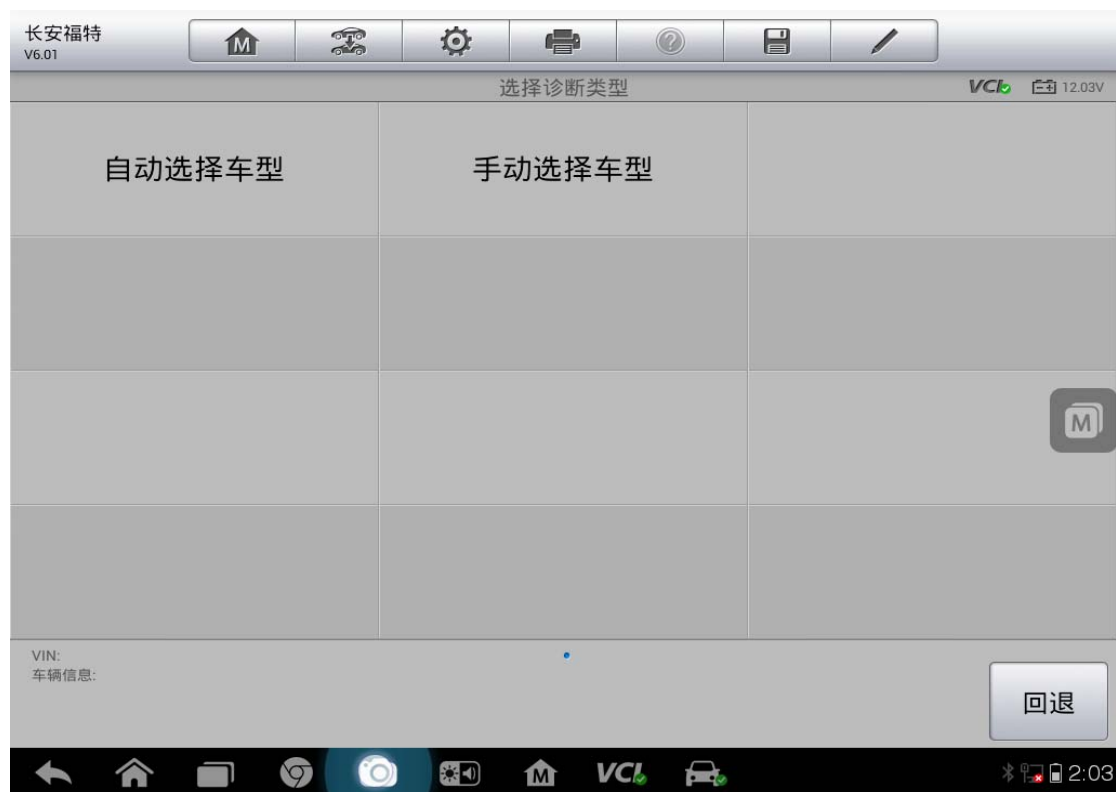 长安福特
V6.01
M
选择诊断类型
VCI
12.03V
自动选择车型
手动选择车型
M
VIN:
车辆信息:
回退
M
VCI
2:03